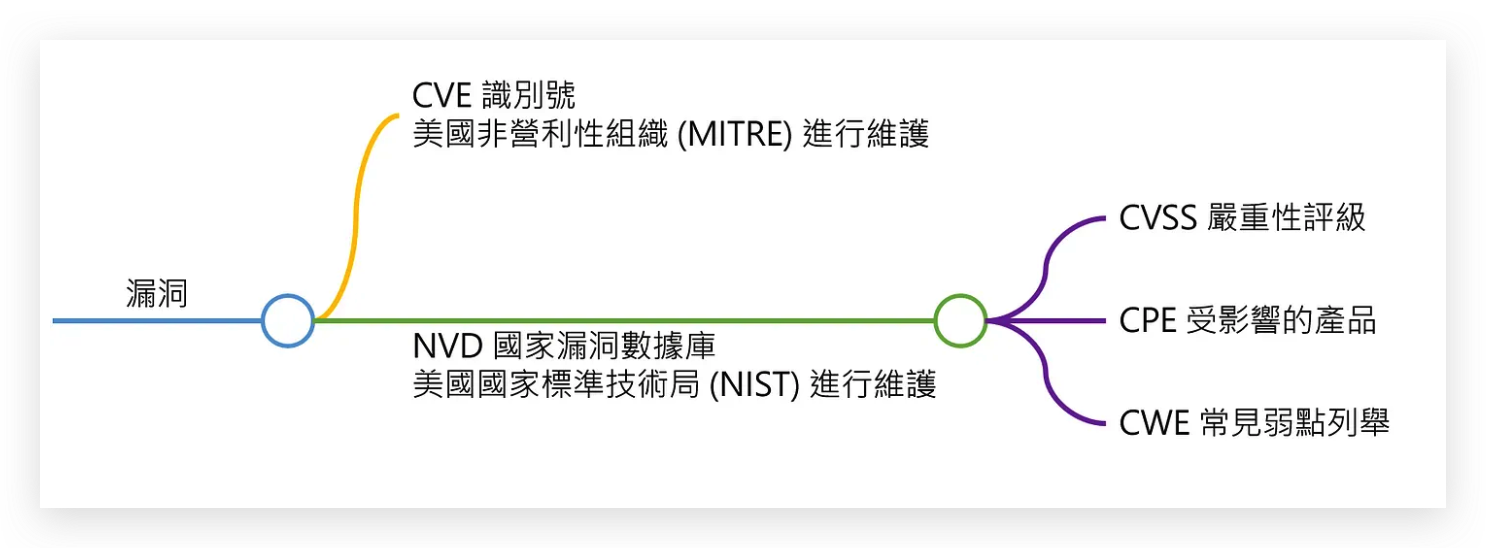 漏洞
CVE 識別號
美國非營利性組織 (MITRE) 進行維護
NVD 國家漏洞數據庫
美國國家標準技術局 (NIST) 進行維護
CVSS 嚴重性評級
CPE 受影響的產品
CWE 常見弱點列舉